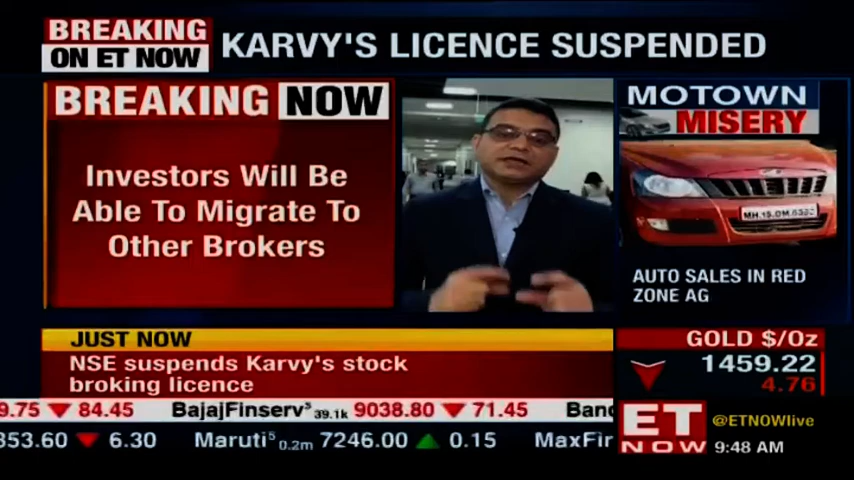 BREAKING
ON ET NOW
KARVY'S LICENCE SUSPENDED
BREAKING NOW
Investors Will Be
Able To Migrate To
Other Brokers
MOTOWN
MISERY
AUTO SALES IN RED
ZONE AG
JUST NOW
NSE suspends Karvy's stock
broking licence
GOLD $/Oz
1459.22
4.76
9.75 84.45 BajajFinserv⁵ 39.1k 9038.80 71.45 Banc
353.60 6.30 Maruti⁵ 0.2m 7246.00 0.15 MaxFir
ET
NOW
@ETNOWlive
9:48 AM